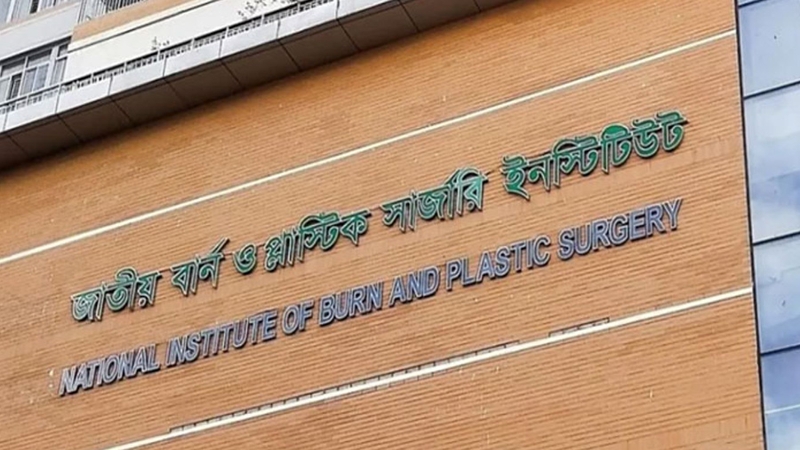 জাতীয় বার্ন ও প্লাস্টিক সার্জারি ইনস্টিটিউট
NATIONAL INSTITUTE OF BURN AND PLASTIC SURGERY